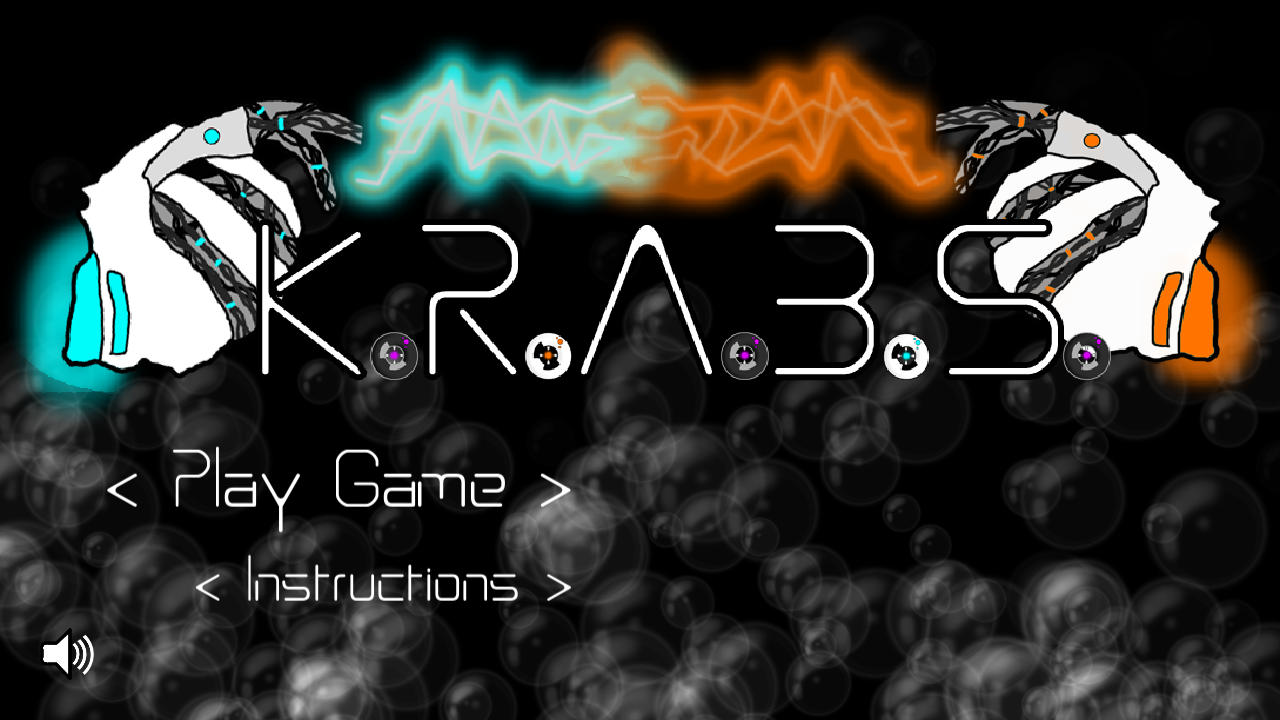 K.R.A.B.S.
< Play Game >
< Instructions >